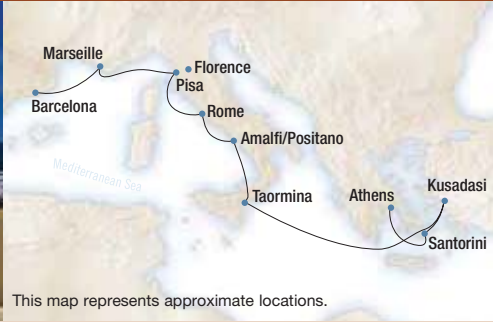 Marseille
Florence
Pisa
Barcelona
Rome
Amalfi/Positano
Mediterranean Sea
Taormina
Athens
Kusadasi
Santorini
This map represents approximate locations.